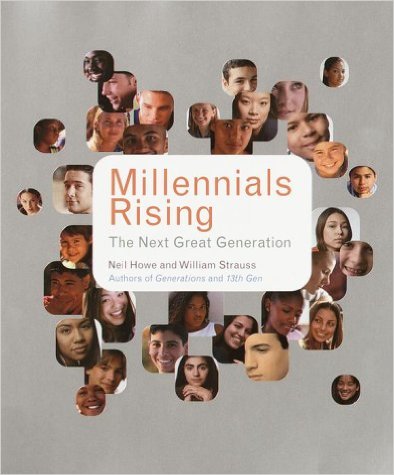 Millennials
Rising
The Next Great Generation
Neil Howe and William Strauss
Authors of Generations and 13th Gen